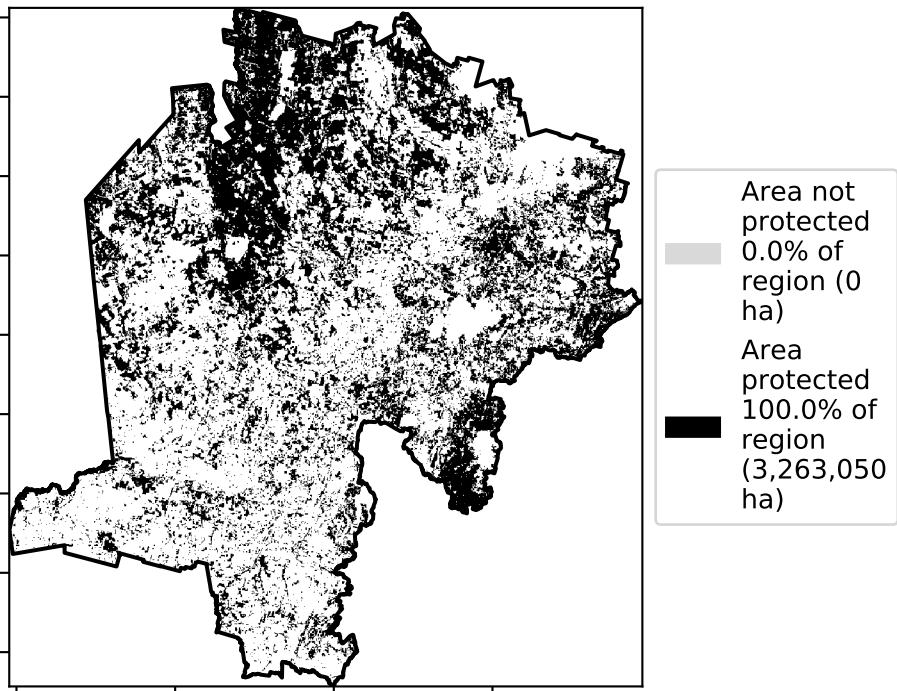 Area not
protected
0.0% of
region (0
ha)
Area
protected
100.0% of
region
(3,263,050
ha)